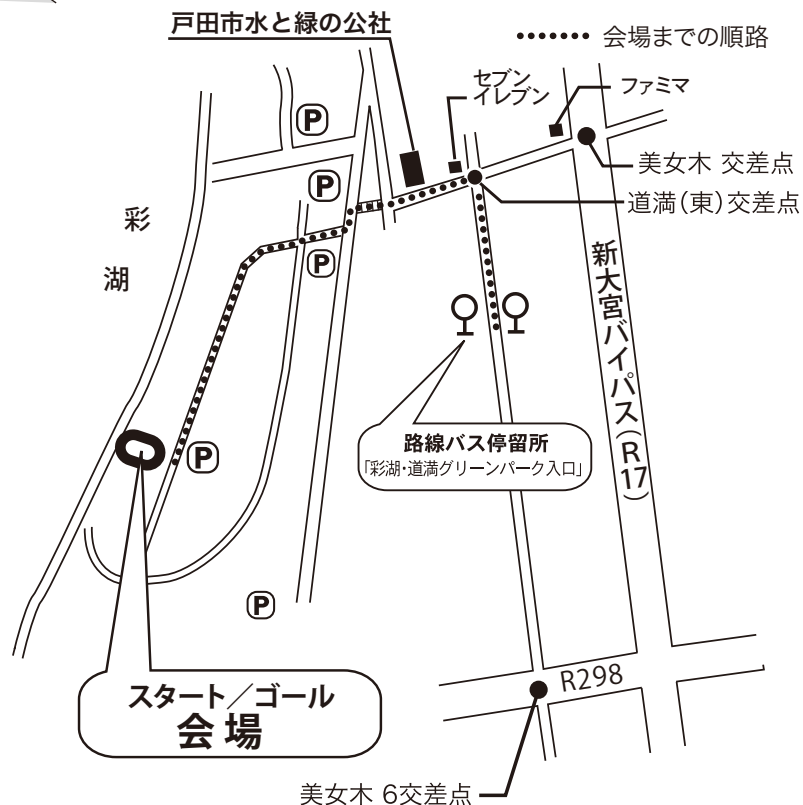 戸田市水と緑の公社
会場までの順路
セブン
イレブン
ファミマ
P
美女木 交差点
P
道満(東)交差点
彩
湖
P
新大宮バイパス(R17)
路線バス停留所
「彩湖・道満グリーンパーク入口」
P
P
スタート/ゴール
会場
R298
美女木 6交差点